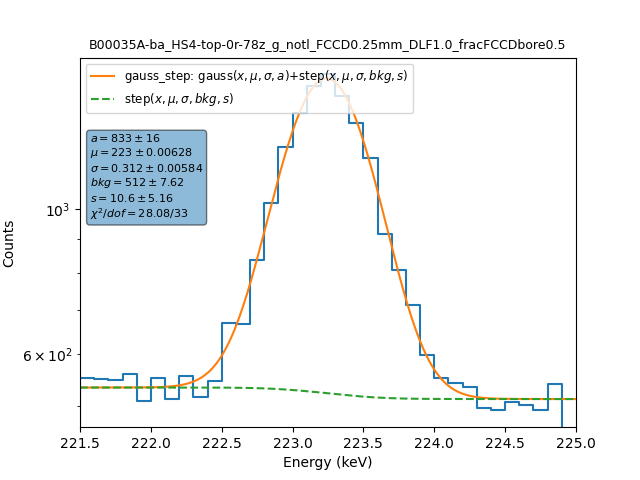 B00035A-ba_HS4-top-0r-78z_g_notl_FCCD0.25mm_DLF1.0_fracFCCDbore0.5
gauss_step: gauss(x, μ, σ, a)+step(x, μ, σ, bkg, s)
step(x, μ, σ, bkg, s)
a = 833 ± 16
μ = 223 ± 0.00628
σ = 0.312 ± 0.00584
bkg = 512 ± 7.62
s = 10.6 ± 5.16
χ²/dof = 28.08/33
10³
6 × 10²
Counts
221.5 222.0 222.5 223.0 223.5 224.0 224.5 225.0
Energy (keV)